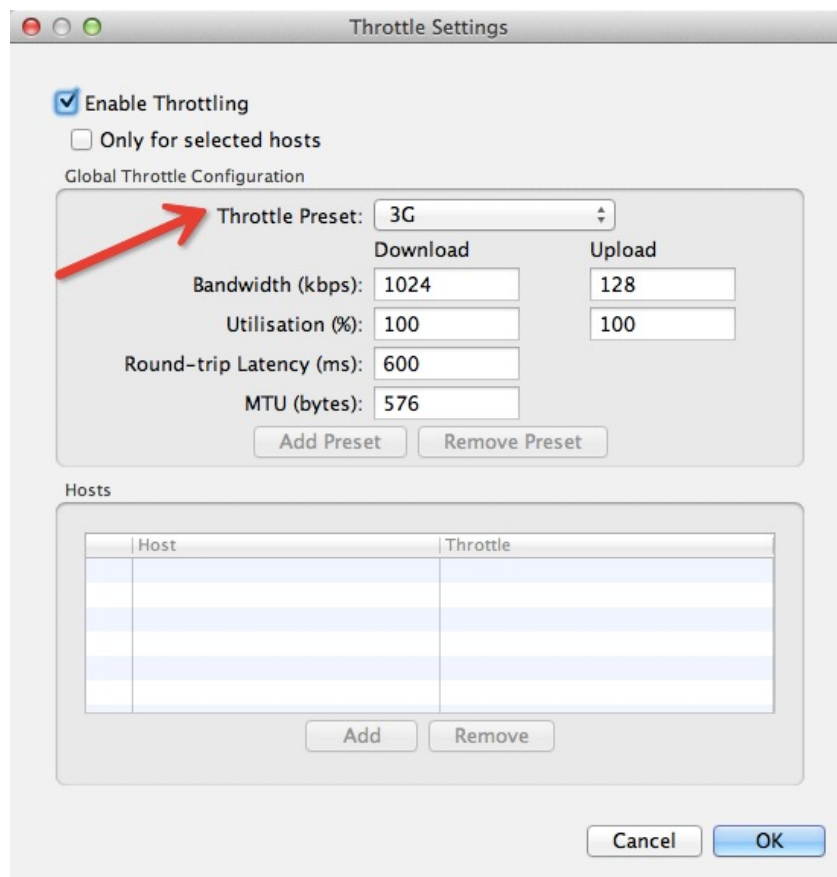 Throttle Settings
Enable Throttling
Only for selected hosts
Global Throttle Configuration
Throttle Preset: 3G
Download Upload
Bandwidth (kbps): 1024 128
Utilisation (%): 100 100
Round-trip Latency (ms): 600
MTU (bytes): 576
Add Preset Remove Preset
Hosts
Host Throttle
Add Remove
Cancel OK